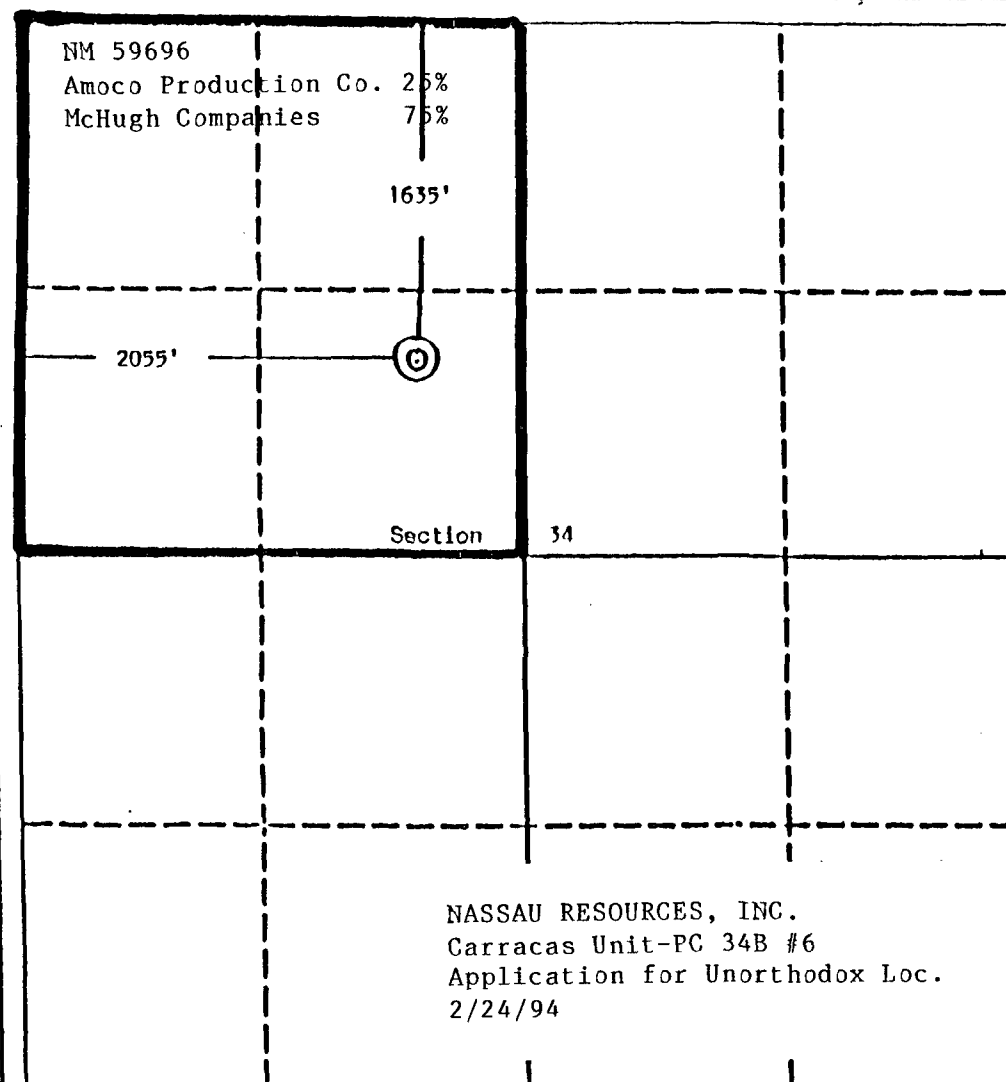 NM 59696
Amoco Production Co. 25%
McHugh Companies 75%
1635'
2055'
Section 34
NASSAU RESOURCES, INC.
Carracas Unit-PC 34B #6
Application for Unorthodox Loc.
2/24/94